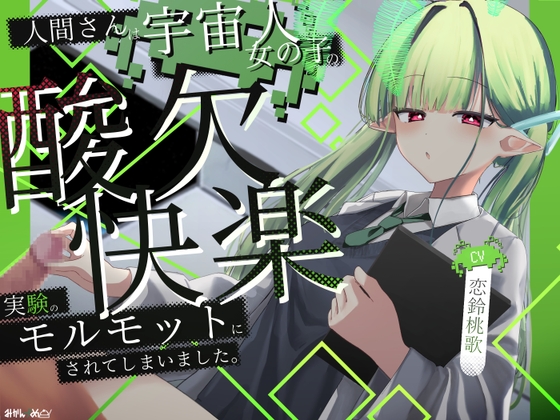 人間さんは宇宙人
女の子の
酸欠
快楽
実験の
モルモットに
されてしまいました。
CV
恋鈴桃歌